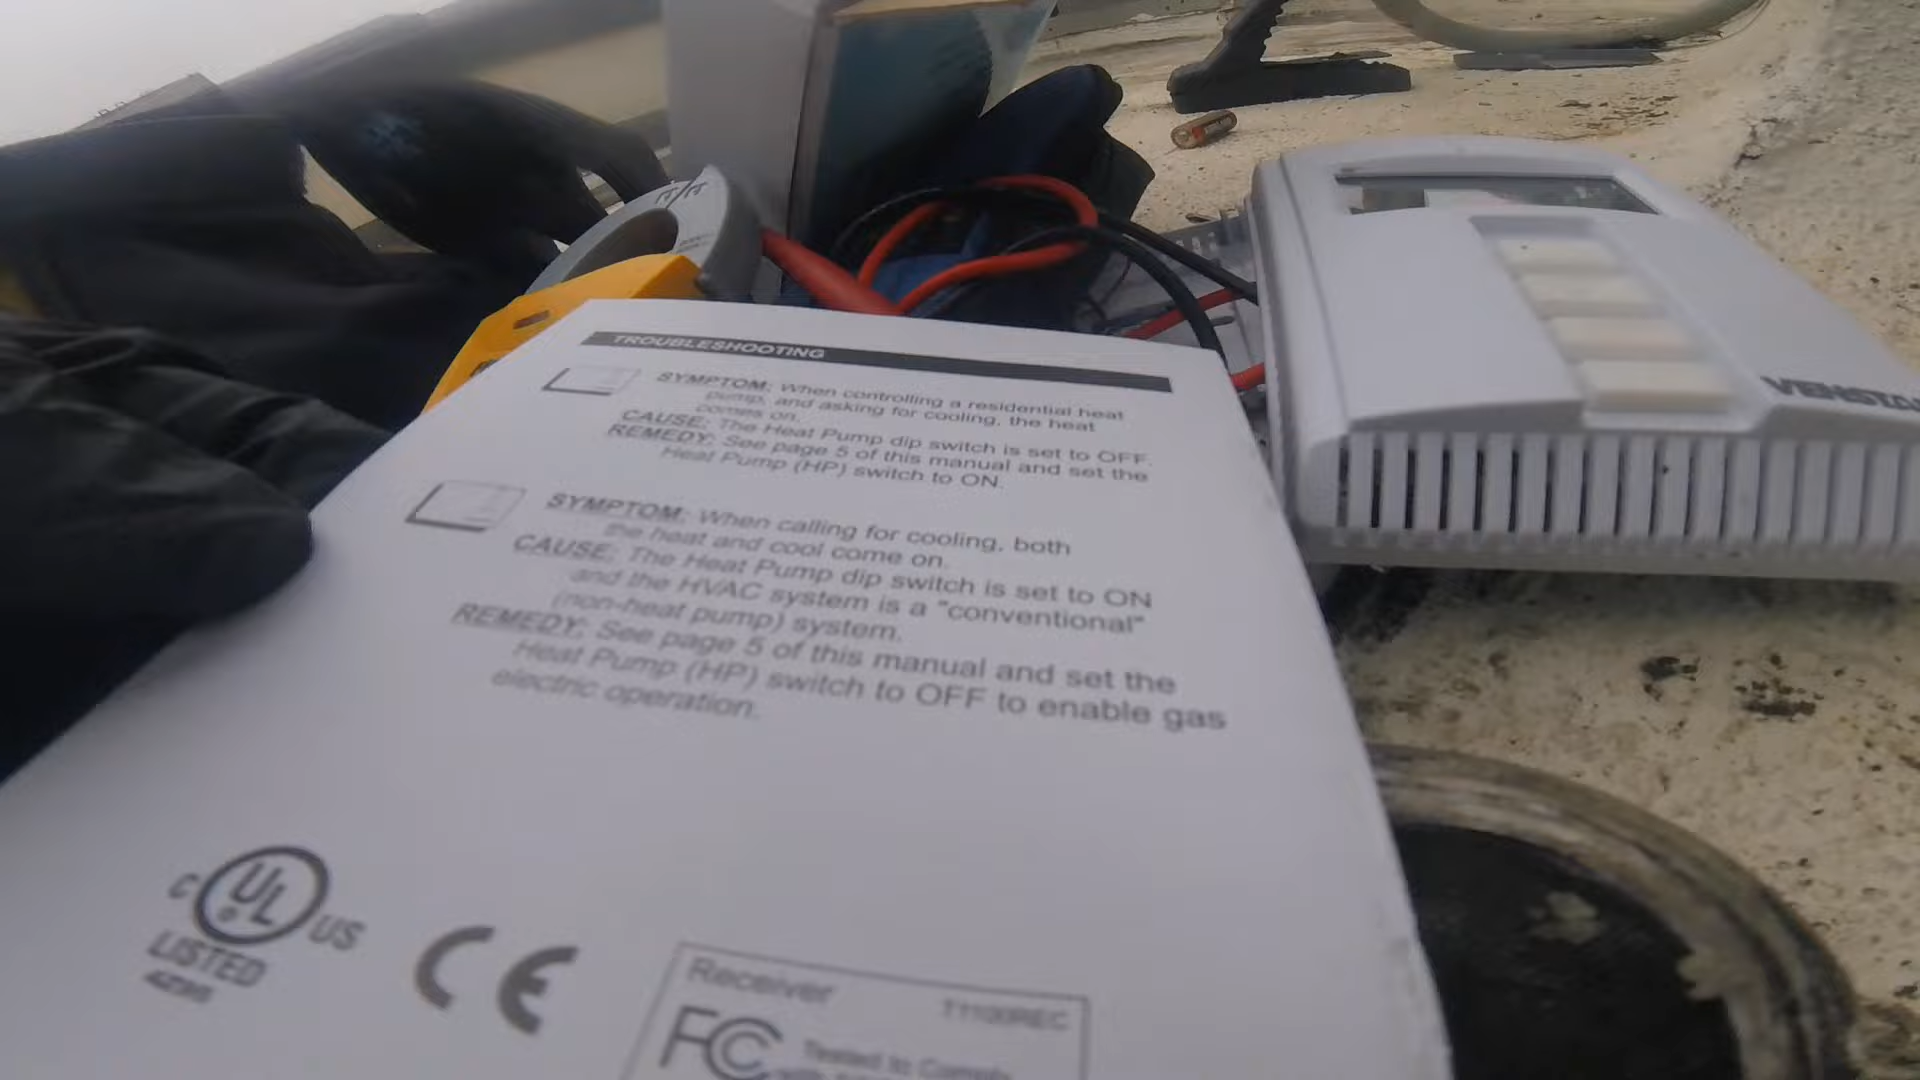 TROUBLESHOOTING
SYMPTOM: When controlling a residential heat
pump, and asking for cooling, the heat
comes on.
CAUSE: The Heat Pump dip switch is set to OFF.
REMEDY: See page 5 of this manual and set the
Heat Pump (HP) switch to ON.
SYMPTOM: When calling for cooling, both
the heat and cool come on.
CAUSE: The Heat Pump dip switch is set to ON
and the HVAC system is a "conventional"
(non-heat pump) system.
REMEDY: See page 5 of this manual and set the
Heat Pump (HP) switch to OFF to enable gas
electric operation.
C UL US
LISTED
CE
Receiver T1100REC
FC Tested to Comply
VENSTA